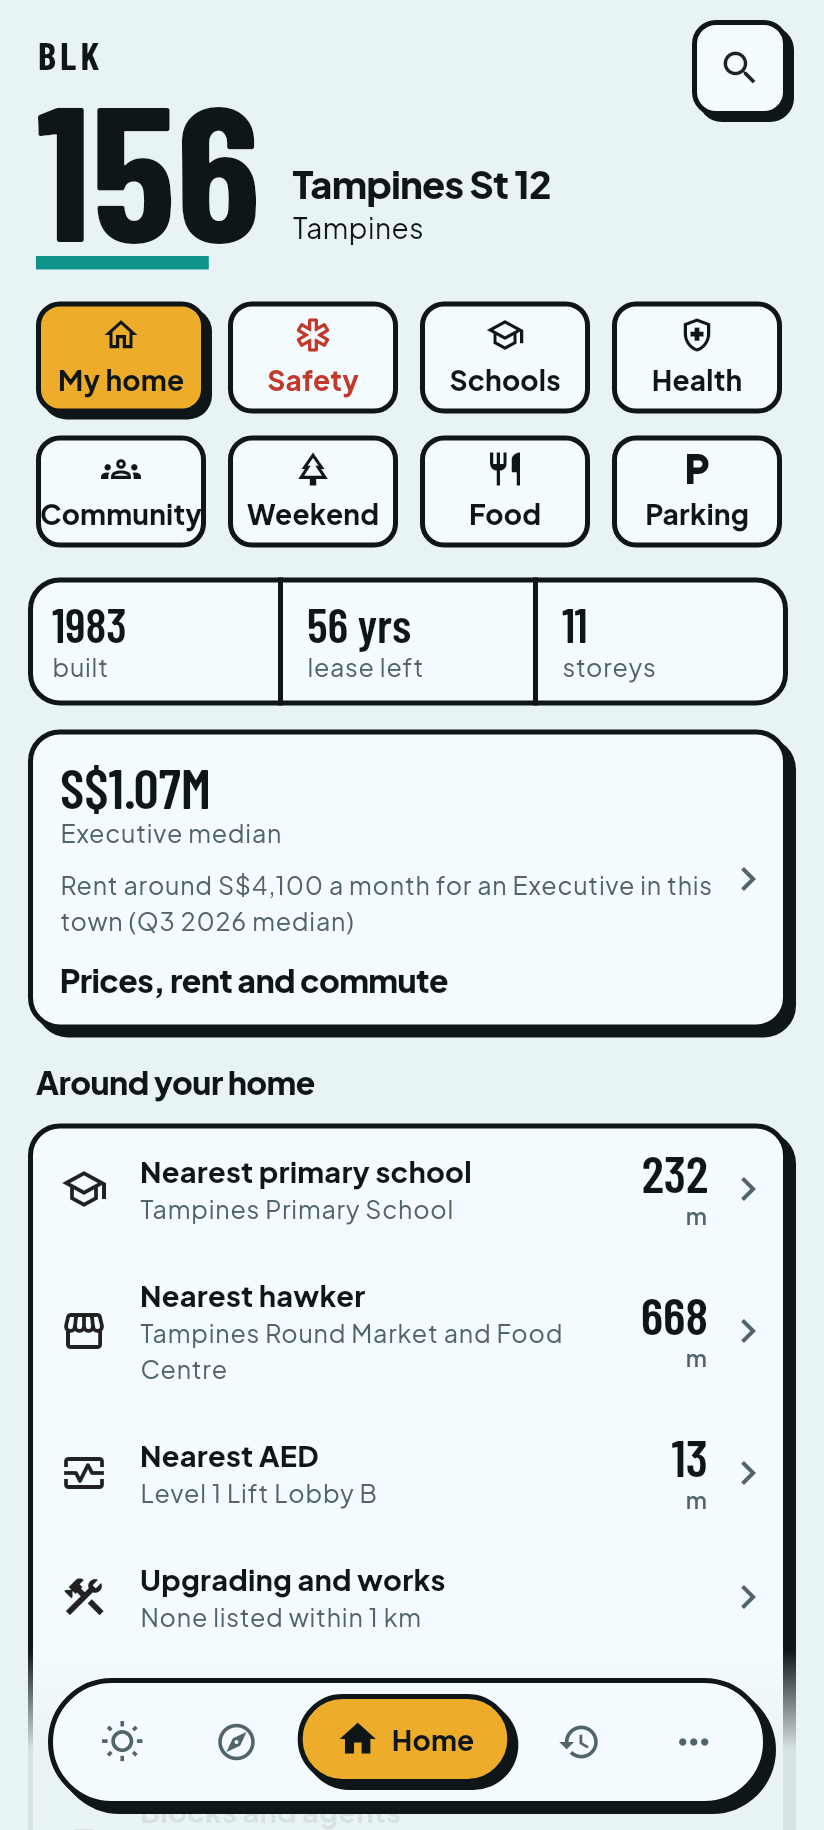 BLK
156
Tampines St 12
Tampines
My home
Safety
Schools
Health
Community
Weekend
Food
P
Parking
1983
built
56 yrs
lease left
11
storeys
S$1.07M
Executive median
Rent around S$4,100 a month for an Executive in this
town (Q3 2026 median)
Prices, rent and commute
Around your home
Nearest primary school
Tampines Primary School
232
m
Nearest hawker
Tampines Round Market and Food
Centre
668
m
Nearest AED
Level 1 Lift Lobby B
13
m
Upgrading and works
None listed within 1 km
Home
Blocks and agents